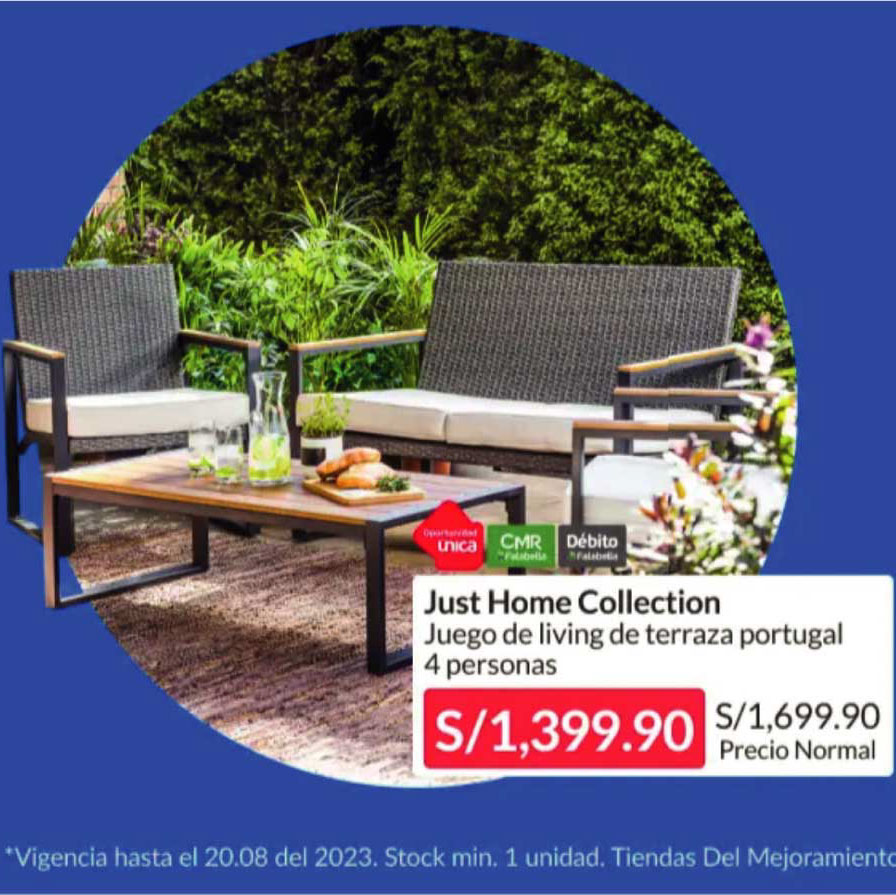 Oportunidad
única
CMR
Falabella
Débito
Falabella
Just Home Collection
Juego de living de terraza portugal
4 personas
S/1,399.90
S/1,699.90
Precio Normal
*Vigencia hasta el 20.08 del 2023. Stock min. 1 unidad. Tiendas Del Mejoramiento